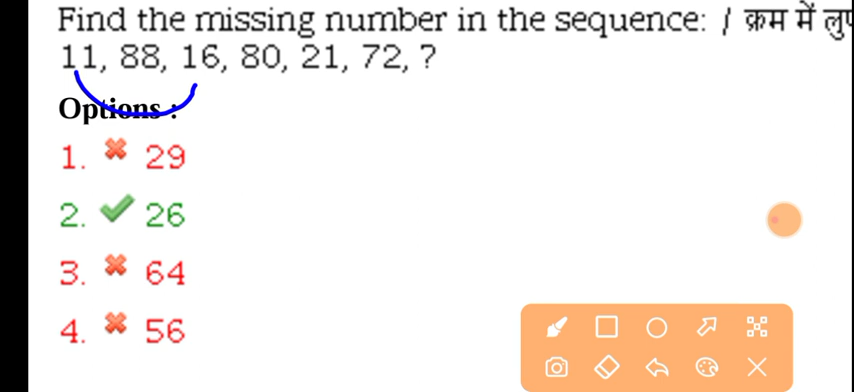 Find the missing number in the sequence: / क्रम में
11, 88, 16, 80, 21, 72, ?
Options :
1. 29
2. 26
3. 64
4. 56